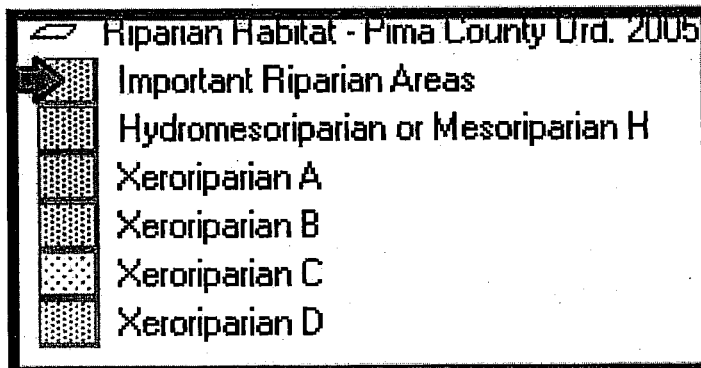 Riparian Habitat - Pima County Ord. 2005
Important Riparian Areas
Hydromesoriparian or Mesoriparian H
Xeroriparian A
Xeroriparian B
Xeroriparian C
Xeroriparian D